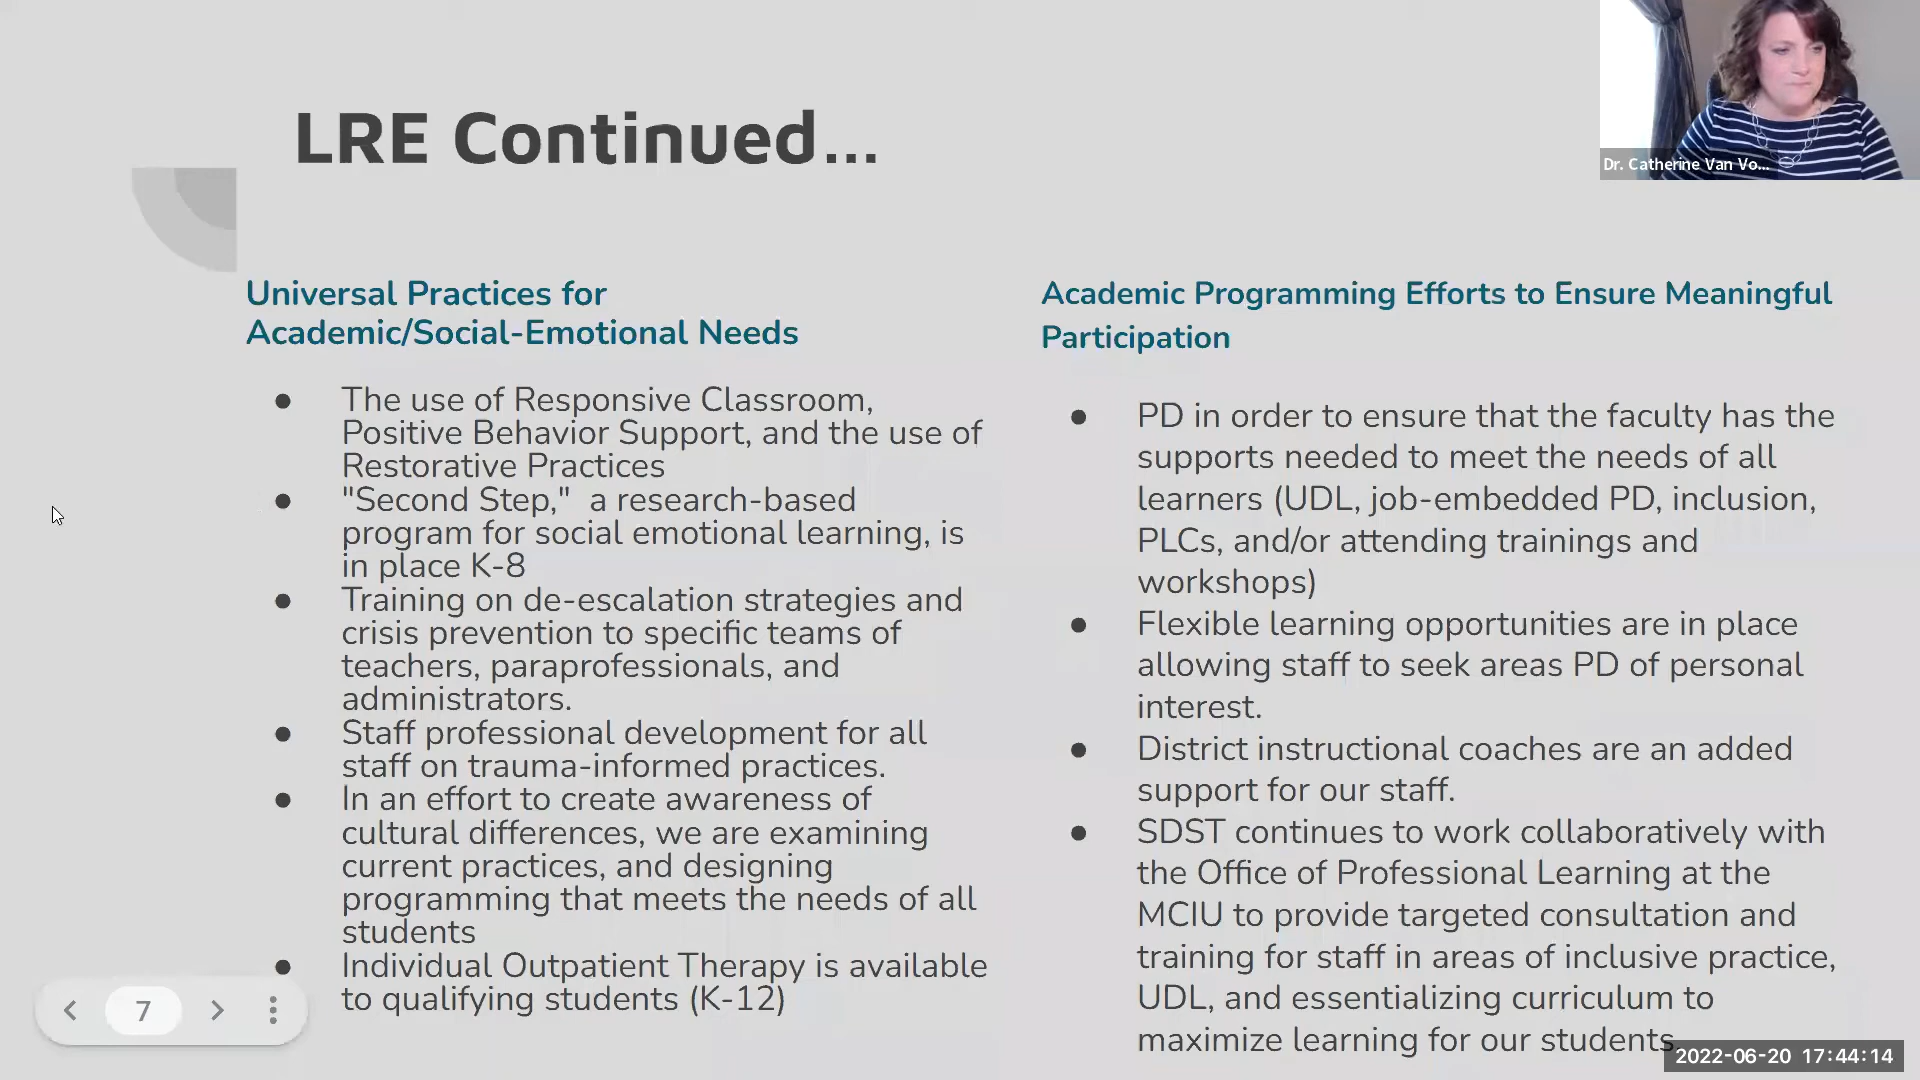 LRE Continued...
Dr. Catherine Van Vo...
Universal Practices for
Academic/Social-Emotional Needs
The use of Responsive Classroom,
Positive Behavior Support, and the use of
Restorative Practices
"Second Step,"  a research-based
program for social emotional learning, is
in place K-8
Training on de-escalation strategies and
crisis prevention to specific teams of
teachers, paraprofessionals, and
administrators.
Staff professional development for all
staff on trauma-informed practices.
In an effort to create awareness of
cultural differences, we are examining
current practices, and designing
programming that meets the needs of all
students
Individual Outpatient Therapy is available
to qualifying students (K-12)
Academic Programming Efforts to Ensure Meaningful
Participation
PD in order to ensure that the faculty has the
supports needed to meet the needs of all
learners (UDL, job-embedded PD, inclusion,
PLCs, and/or attending trainings and
workshops)
Flexible learning opportunities are in place
allowing staff to seek areas PD of personal
interest.
District instructional coaches are an added
support for our staff.
SDST continues to work collaboratively with
the Office of Professional Learning at the
MCIU to provide targeted consultation and
training for staff in areas of inclusive practice,
UDL, and essentializing curriculum to
maximize learning for our students
7
2022-06-20 17:44:14